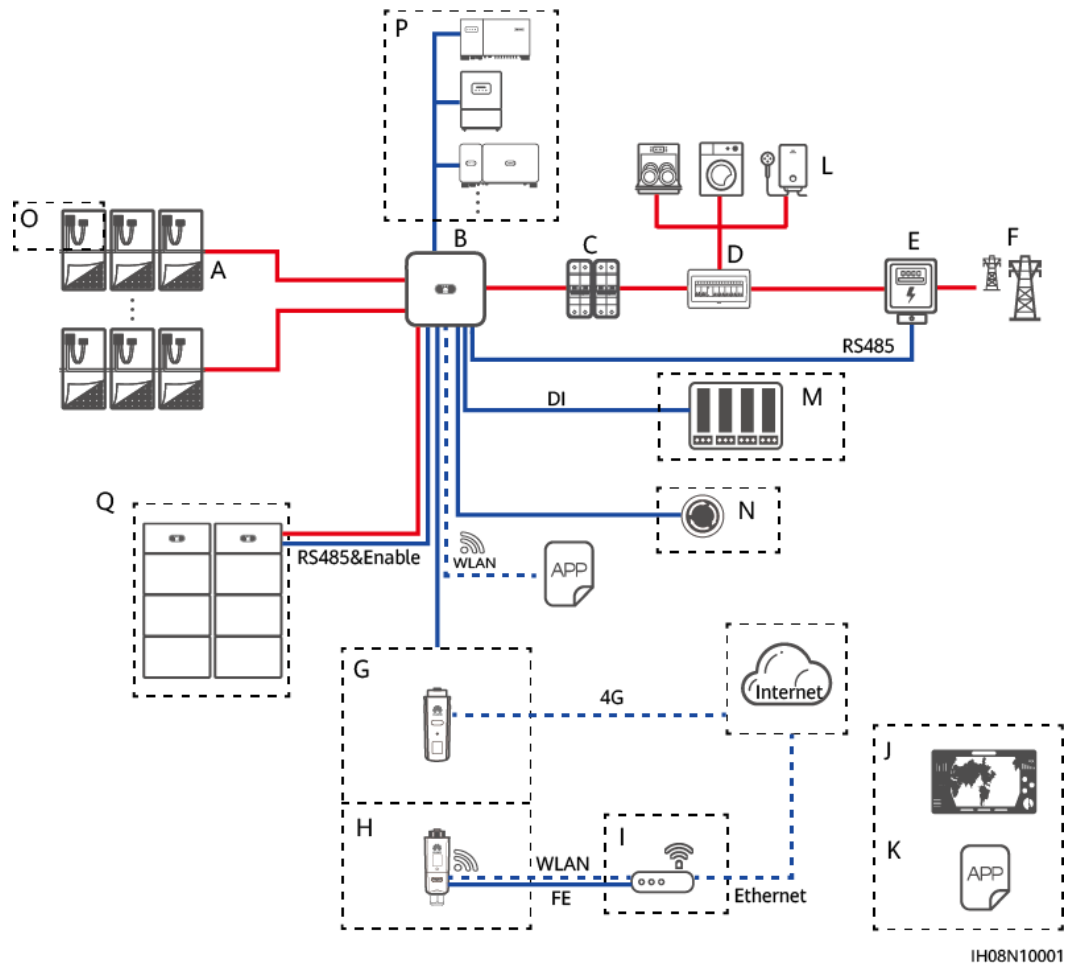 P
L
O
A
B
C
D
E
F
RS485
DI
M
Q
N
RS485&Enable
WLAN
APP
G
4G
Internet
J
H
I
WLAN
FE
Ethernet
K
APP
IH08N10001